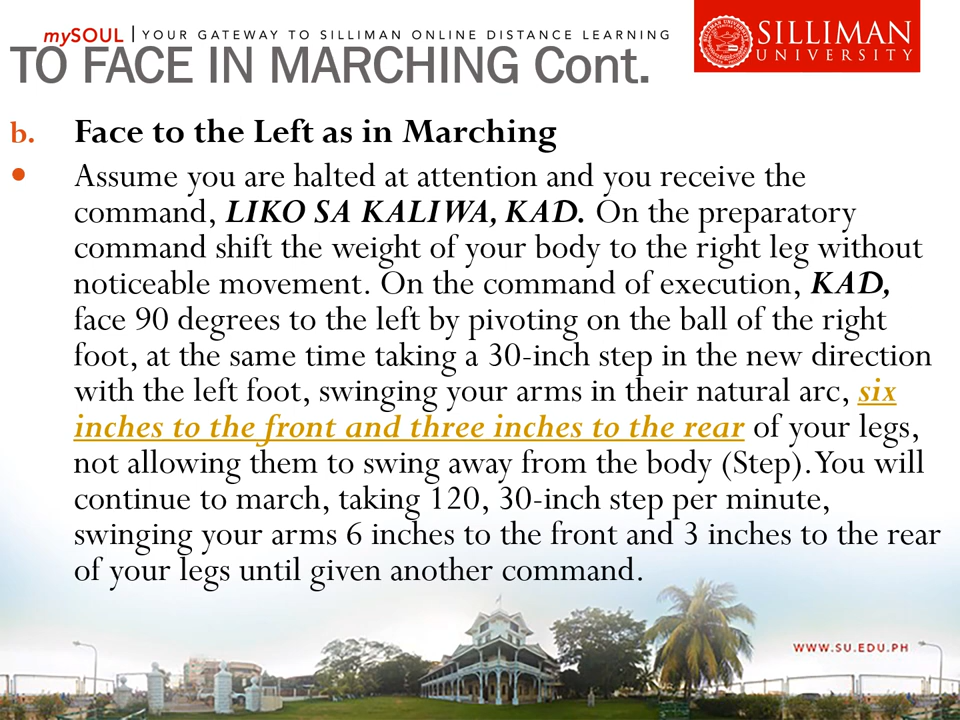 mySOUL | YOUR GATEWAY TO SILLIMAN ONLINE DISTANCE LEARNING
SILLIMAN
UNIVERSITY
TO FACE IN MARCHING Cont.
b. Face to the Left as in Marching
• Assume you are halted at attention and you receive the
command, LIKO SA KALIWA, KAD. On the preparatory
command shift the weight of your body to the right leg without
noticeable movement. On the command of execution, KAD,
face 90 degrees to the left by pivoting on the ball of the right
foot, at the same time taking a 30-inch step in the new direction
with the left foot, swinging your arms in their natural arc, six
inches to the front and three inches to the rear of your legs,
not allowing them to swing away from the body (Step). You will
continue to march, taking 120, 30-inch step per minute,
swinging your arms 6 inches to the front and 3 inches to the rear
of your legs until given another command.
WWW.SU.EDU.PH